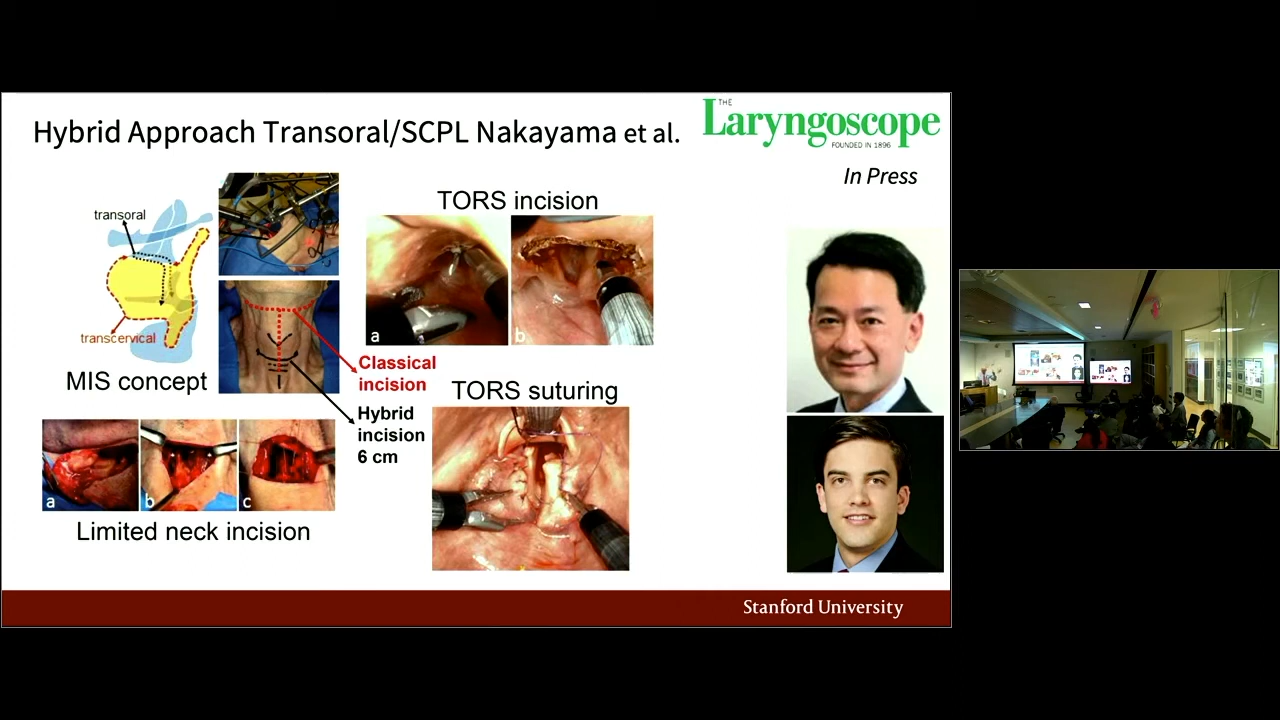 Hybrid Approach Transoral/SCPL Nakayama et al.
THE
Laryngoscope
FOUNDED IN 1896
In Press
transoral
transcervical
MIS concept
Classical
incision
Hybrid
incision
6 cm
TORS incision
a
b
TORS suturing
a
b
c
Limited neck incision
Stanford University